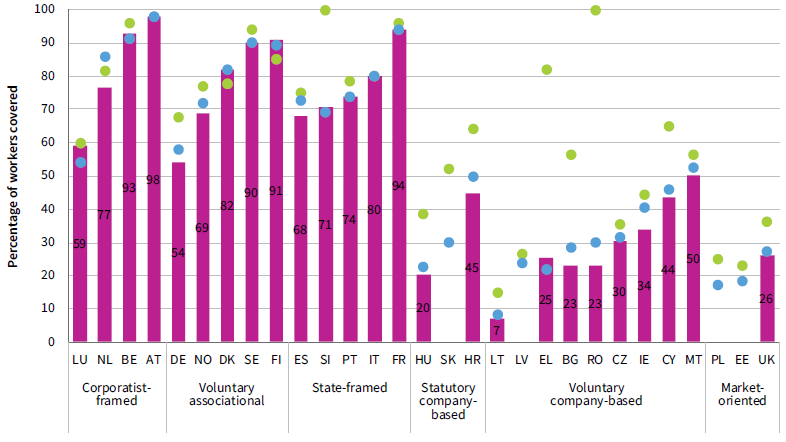 Percentage of workers covered
100
90
80
70
60
50
40
30
20
10
0
59 77 93 98 54 69 82 90 91 68 71 74 80 94 20 45 7 25 23 23 30 34 44 50 26
LU NL BE AT DE NO DK SE FI ES SI PT IT FR HU SK HR LT LV EL BG RO CZ IE CY MT PL EE UK
Corporatist-
framed
Voluntary
associational
State-framed
Statutory
company-
based
Voluntary
company-based
Market-
oriented